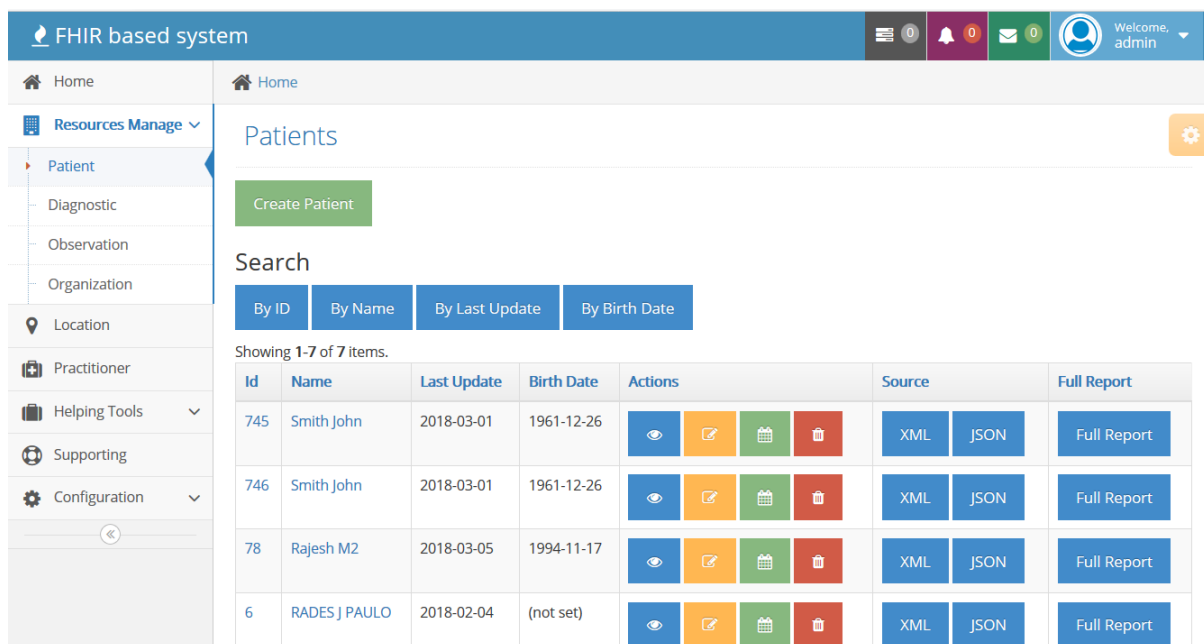 FHIR based system
0
0
0
Welcome,
admin
Home
Resources Manage
Patient
Diagnostic
Observation
Organization
Location
Practitioner
Helping Tools
Supporting
Configuration
Home
Patients
Create Patient
Search
By ID By Name By Last Update By Birth Date
Showing 1-7 of 7 items.
Id Name Last Update Birth Date Actions Source Full Report
745 Smith John 2018-03-01 1961-12-26 XML JSON Full Report
746 Smith John 2018-03-01 1961-12-26 XML JSON Full Report
78 Rajesh M2 2018-03-05 1994-11-17 XML JSON Full Report
6 RADES J PAULO 2018-02-04 (not set) XML JSON Full Report